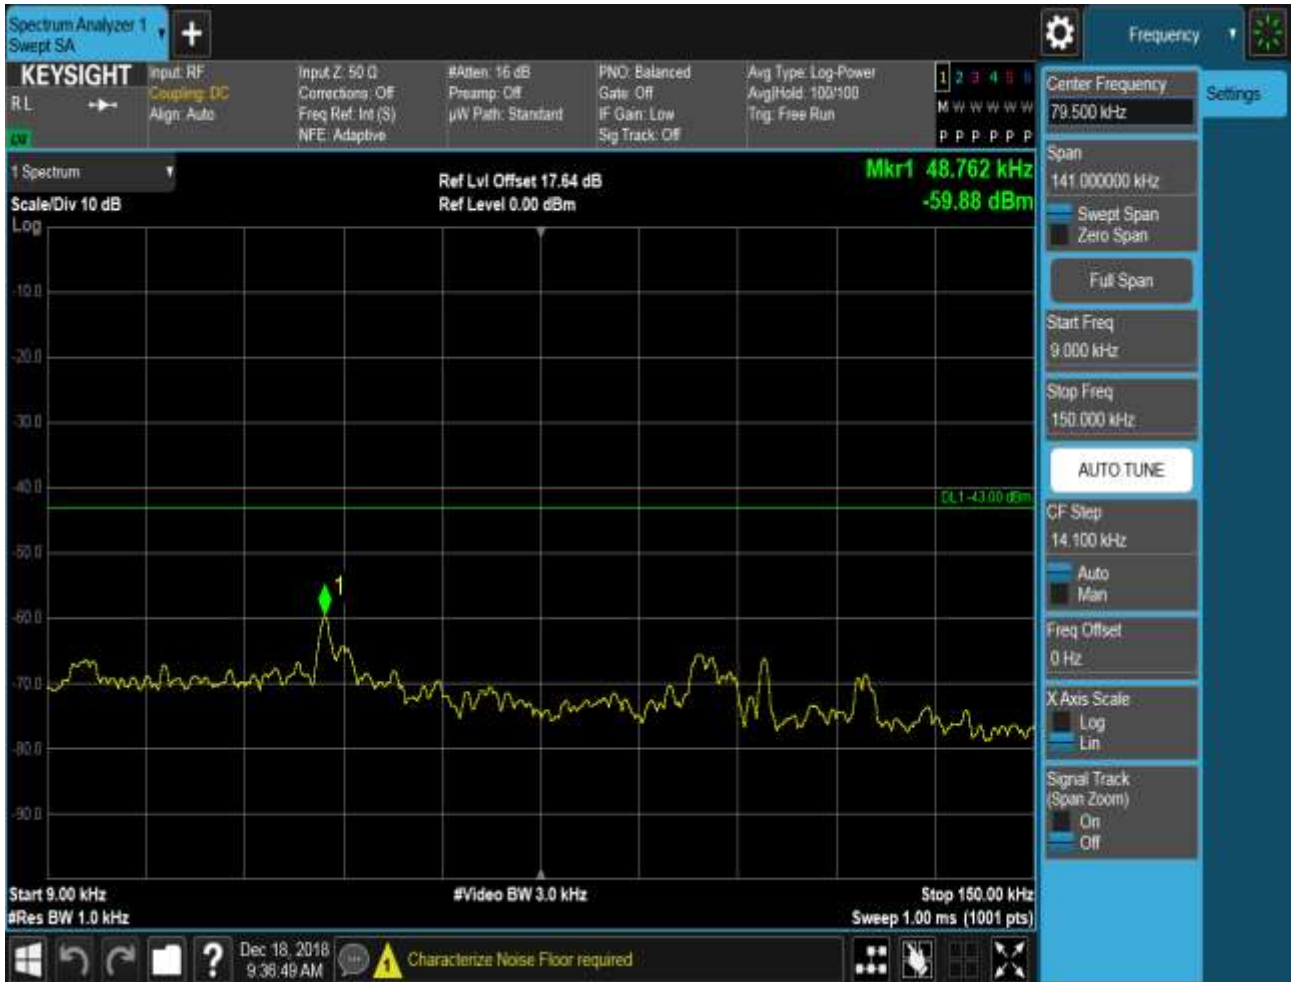 Spectrum Analyzer 1
Swept SA
Frequency
KEYSIGHT
R L
Input: RF
Coupling: DC
Align: Auto
Input Z: 50 Ω
Corrections: Off
Freq Ref: Int (S)
NFE: Adaptive
#Atten: 16 dB
Preamp: Off
µW Path: Standard
PNO: Balanced
Gate: Off
IF Gain: Low
Sig Track: Off
Avg Type: Log-Power
Avg|Hold: 100/100
Trig: Free Run
1 2 3 4 5 6
M W W W W W
P P P P P P
1 Spectrum
Scale/Div 10 dB
Log
Ref Lvl Offset 17.64 dB
Ref Level 0.00 dBm
Mkr1 48.762 kHz
-59.88 dBm
-10.0
-20.0
-30.0
-40.0
-50.0
-60.0
-70.0
-80.0
-90.0
DL1 -43.00 dBm
1
Start 9.00 kHz
#Res BW 1.0 kHz
#Video BW 3.0 kHz
Stop 150.00 kHz
Sweep 1.00 ms (1001 pts)
Center Frequency
79.500 kHz
Settings
Span
141.000000 kHz
Swept Span
Zero Span
Full Span
Start Freq
9.000 kHz
Stop Freq
150.000 kHz
AUTO TUNE
CF Step
14.100 kHz
Auto
Man
Freq Offset
0 Hz
X Axis Scale
Log
Lin
Signal Track
(Span Zoom)
On
Off
?
Dec 18, 2018
9:36:49 AM
Characterize Noise Floor required